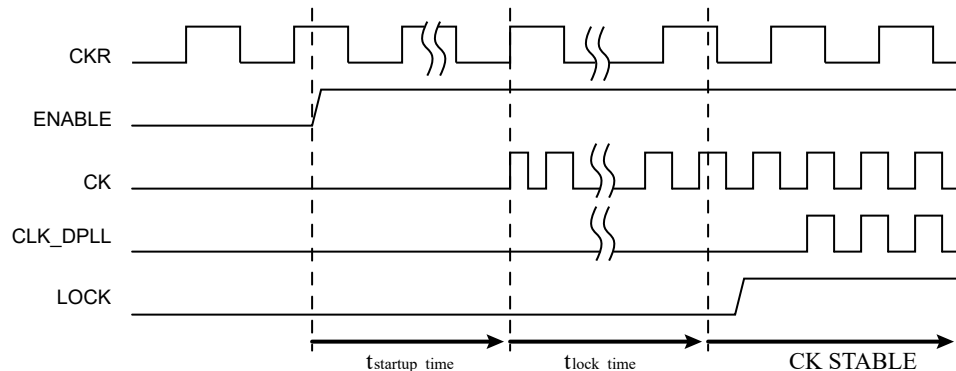 CKR
ENABLE
CK
CLK_DPLL
LOCK
tstartup_time tlock_time CK STABLE